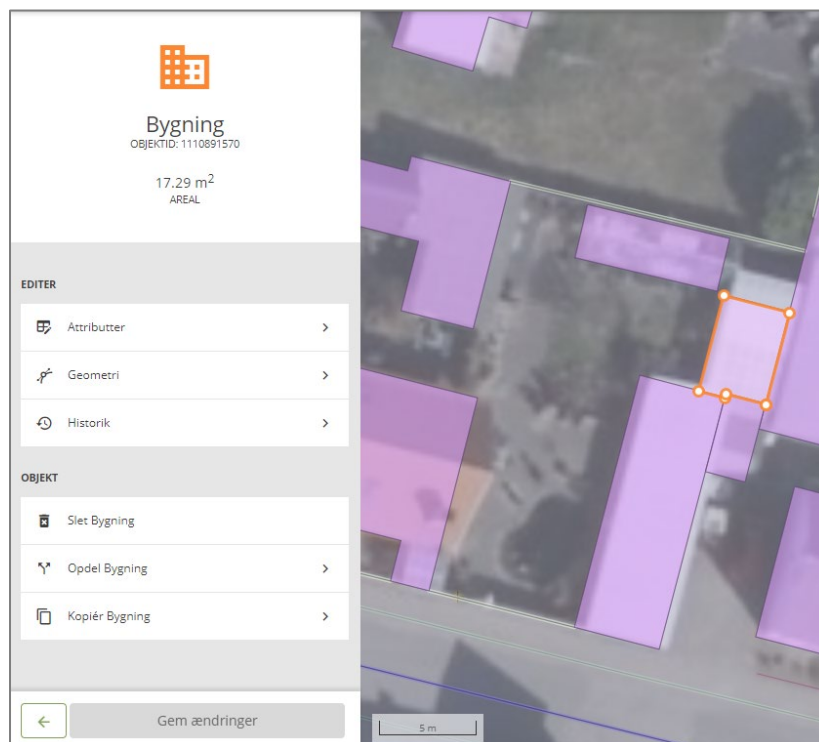 Bygning
OBJEKTID: 1110891570
17.29 m2
AREAL
EDITER
Attributter
Geometri
Historik
OBJEKT
Slet Bygning
Opdel Bygning
Kopiér Bygning
Gem ændringer
5 m